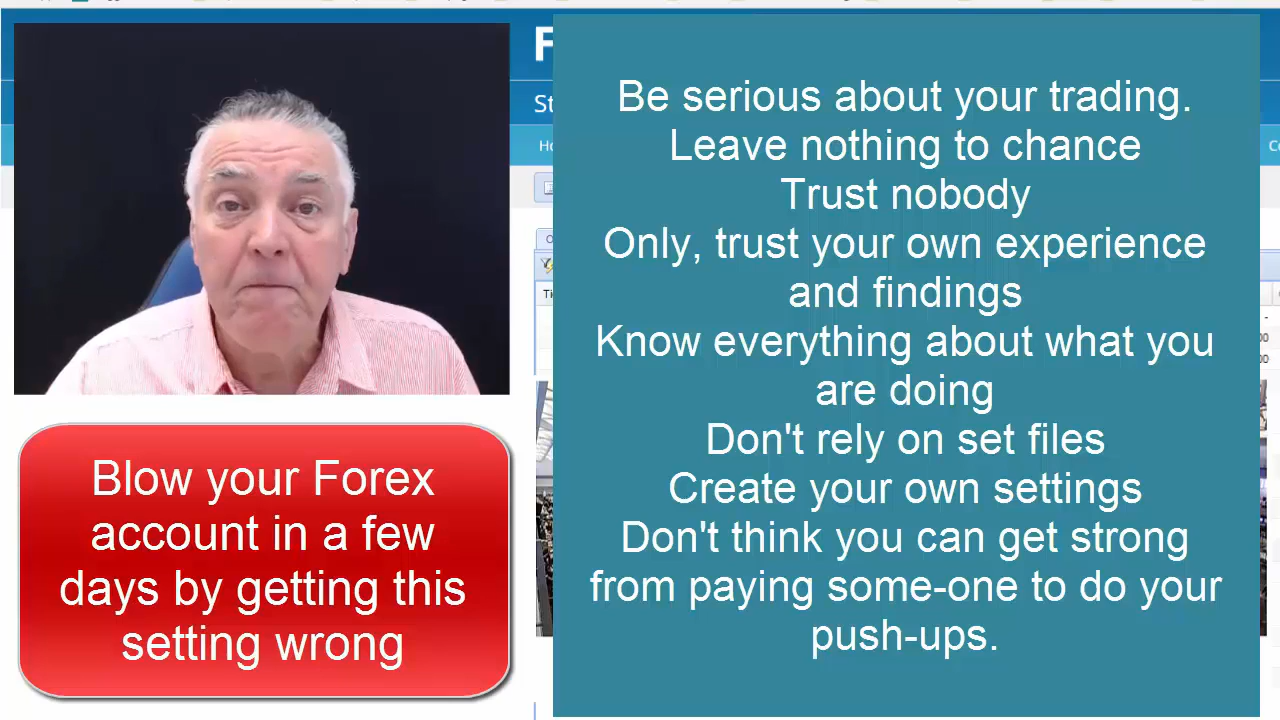 Be serious about your trading.
Leave nothing to chance
Trust nobody
Only, trust your own experience
and findings
Know everything about what you
are doing
Don't rely on set files
Create your own settings
Don't think you can get strong
from paying some-one to do your
push-ups.
Blow your Forex
account in a few
days by getting this
setting wrong